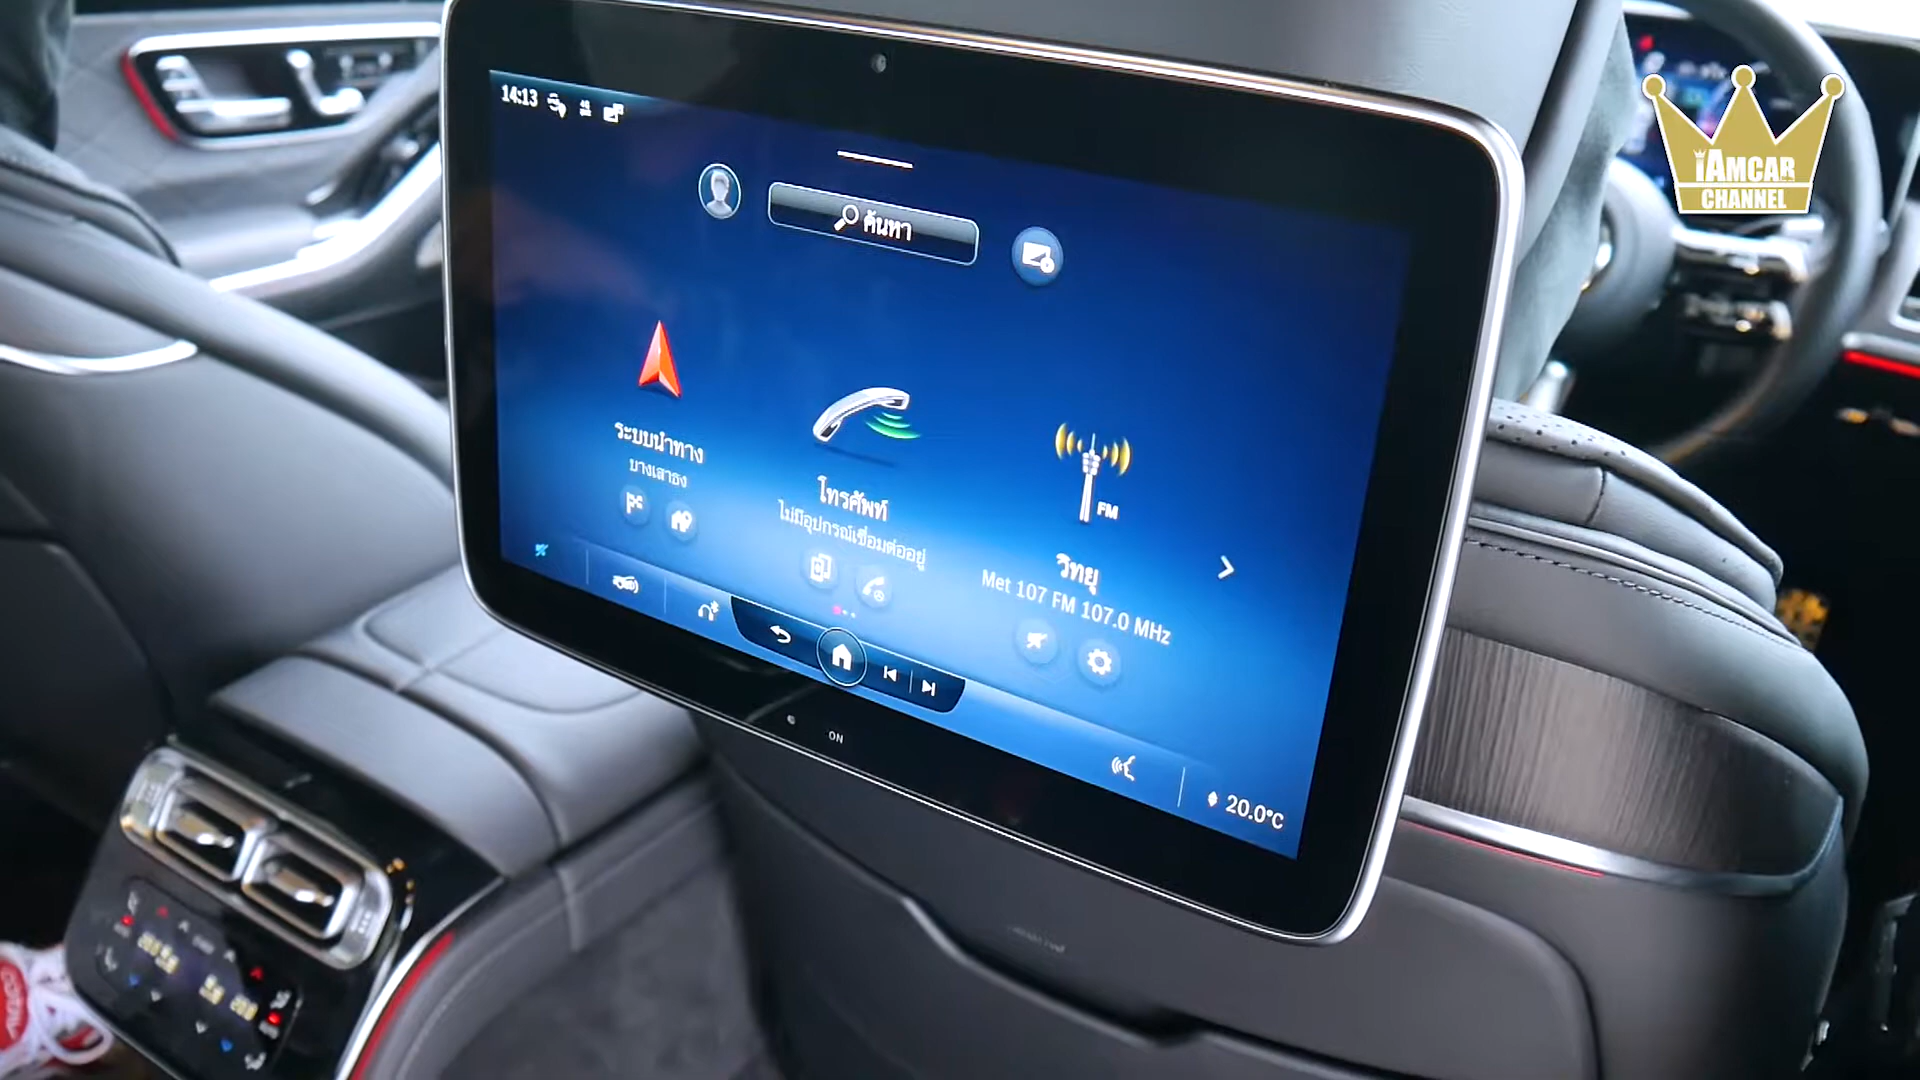 14:13
ค้นหา
ระบบนำทาง
บางเสาธง
โทรศัพท์
ไม่มีอุปกรณ์เชื่อมต่ออยู่
FM
วิทยุ
Met 107 FM 107.0 MHz
20.0°C
ON
iAMCAR
CHANNEL